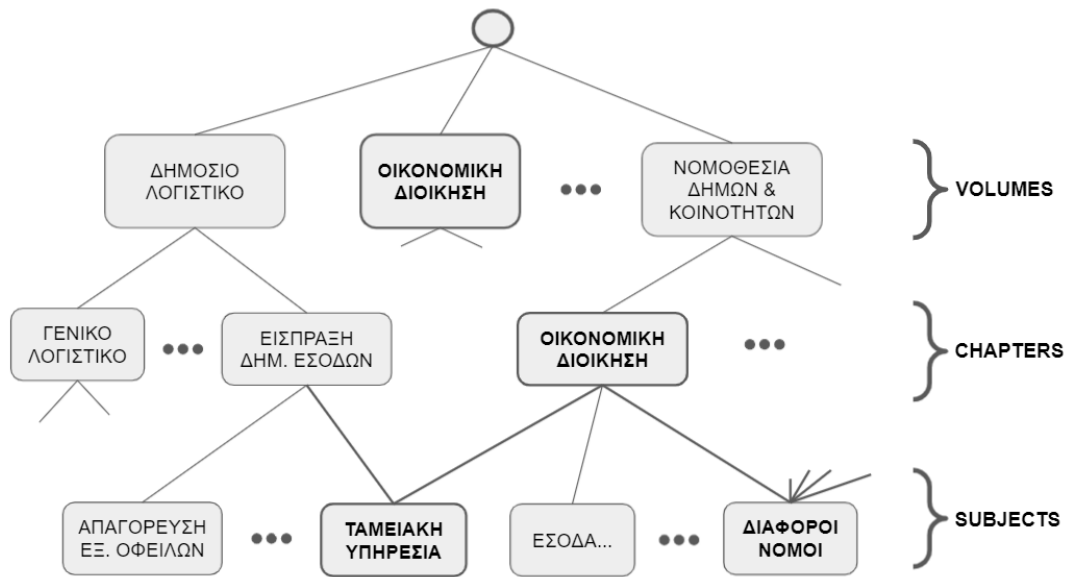 ΔΗΜΟΣΙΟ
ΛΟΓΙΣΤΙΚΟ
ΟΙΚΟΝΟΜΙΚΗ
ΔΙΟΙΚΗΣΗ
ΝΟΜΟΘΕΣΙΑ
ΔΗΜΩΝ &
ΚΟΙΝΟΤΗΤΩΝ
VOLUMES
ΓΕΝΙΚΟ
ΛΟΓΙΣΤΙΚΟ
ΕΙΣΠΡΑΞΗ
ΔΗΜ. ΕΣΟΔΩΝ
ΟΙΚΟΝΟΜΙΚΗ
ΔΙΟΙΚΗΣΗ
CHAPTERS
ΑΠΑΓΟΡΕΥΣΗ
ΕΞ. ΟΦΕΙΛΩΝ
ΤΑΜΕΙΑΚΗ
ΥΠΗΡΕΣΙΑ
ΕΣΟΔΑ...
ΔΙΑΦΟΡΟΙ
ΝΟΜΟΙ
SUBJECTS